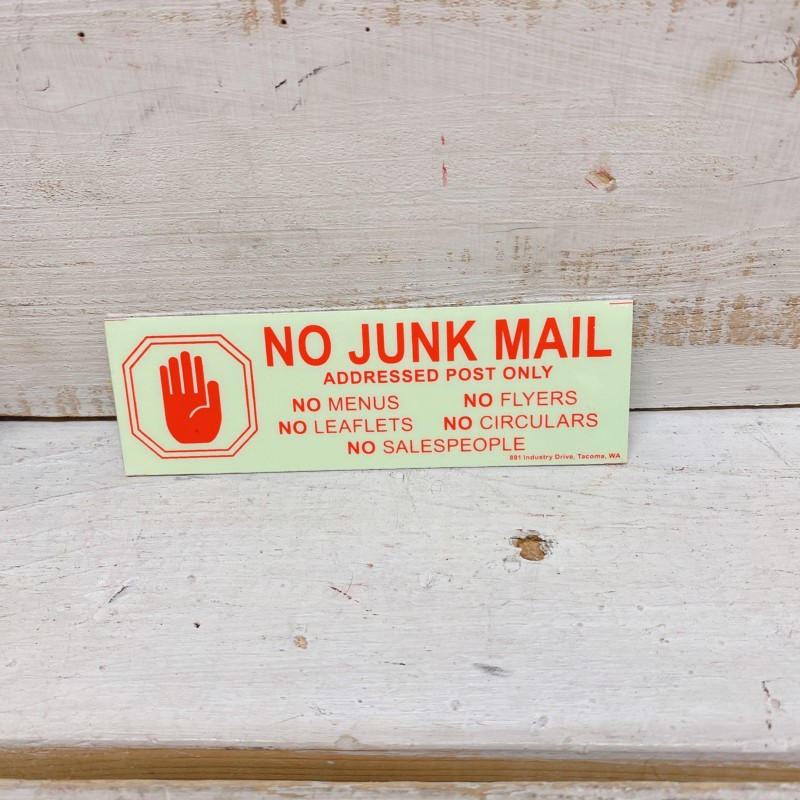 NO JUNK MAIL
ADDRESSED POST ONLY
NO MENUS NO FLYERS
NO LEAFLETS NO CIRCULARS
NO SALESPEOPLE
891 Industry Drive, Tacoma, WA